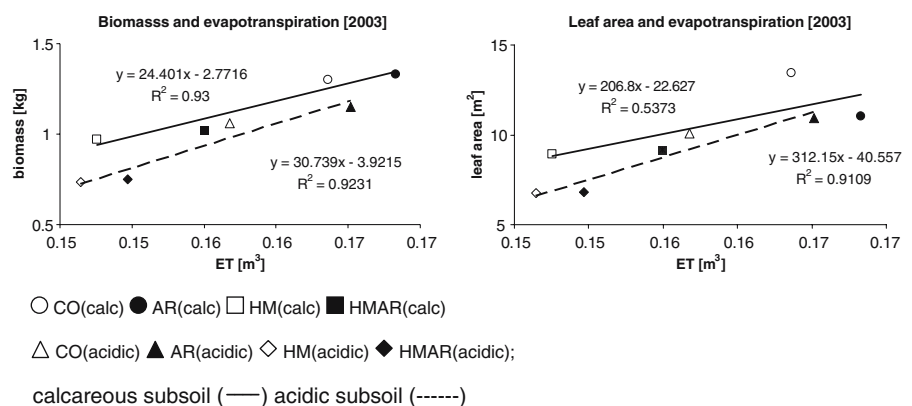 Biomasss and evapotranspiration [2003]
1.5
1
0.5
biomass [kg]
y = 24.401x - 2.7716
R² = 0.93
y = 30.739x - 3.9215
R² = 0.9231
0.15 0.15 0.16 0.16 0.17 0.17
ET [m³]
Leaf area and evapotranspiration [2003]
15
10
5
leaf area [m²]
y = 206.8x - 22.627
R² = 0.5373
y = 312.15x - 40.557
R² = 0.9109
0.15 0.15 0.16 0.16 0.17 0.17
ET [m³]
CO(calc) AR(calc) HM(calc) HMAR(calc)
CO(acidic) AR(acidic) HM(acidic) HMAR(acidic);
calcareous subsoil (——) acidic subsoil (------)